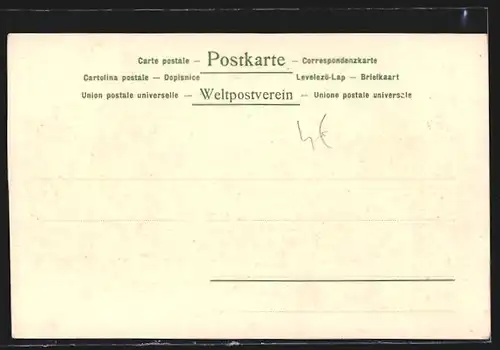 Carte postale – Postkarte – Correspondenzkarte
Cartolina postale – Dopisnice Levelező-Lap – Briefkaart
Union postale universelle – Weltpostverein – Unione postale universale
4€